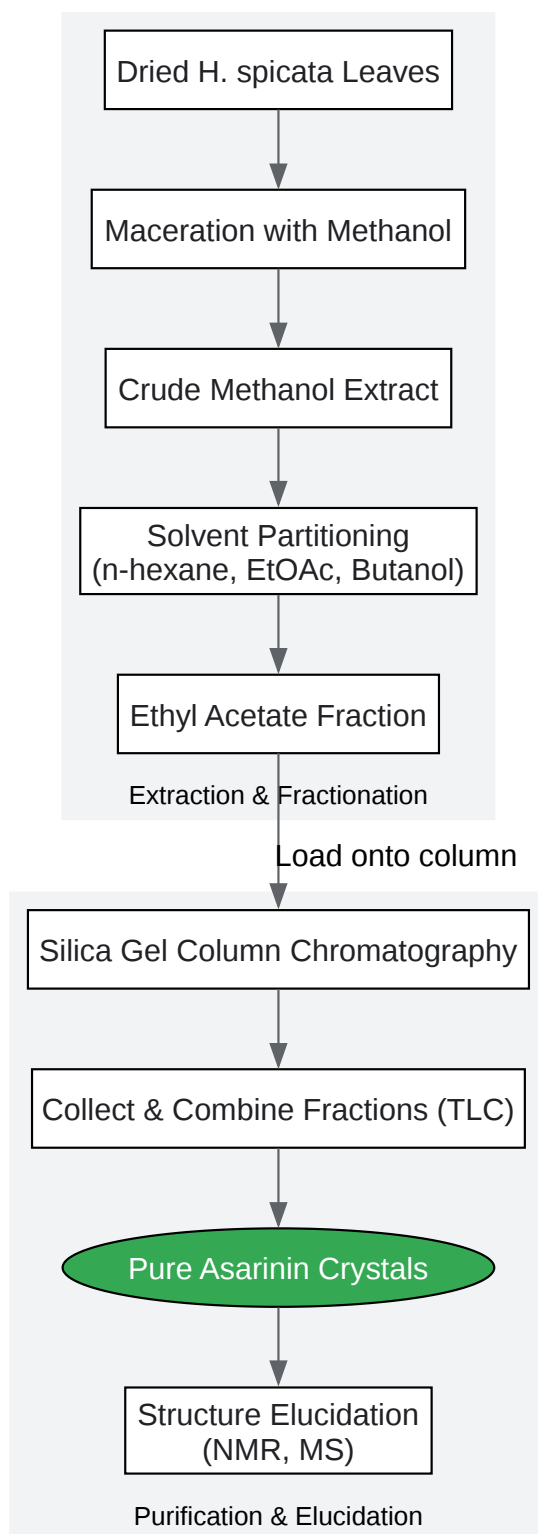 Dried H. spicata Leaves
Maceration with Methanol
Crude Methanol Extract
Solvent Partitioning
(n-hexane, EtOAc, Butanol)
Ethyl Acetate Fraction
Extraction & Fractionation
Load onto column
Silica Gel Column Chromatography
Collect & Combine Fractions (TLC)
Pure Asarinin Crystals
Structure Elucidation
(NMR, MS)
Purification & Elucidation